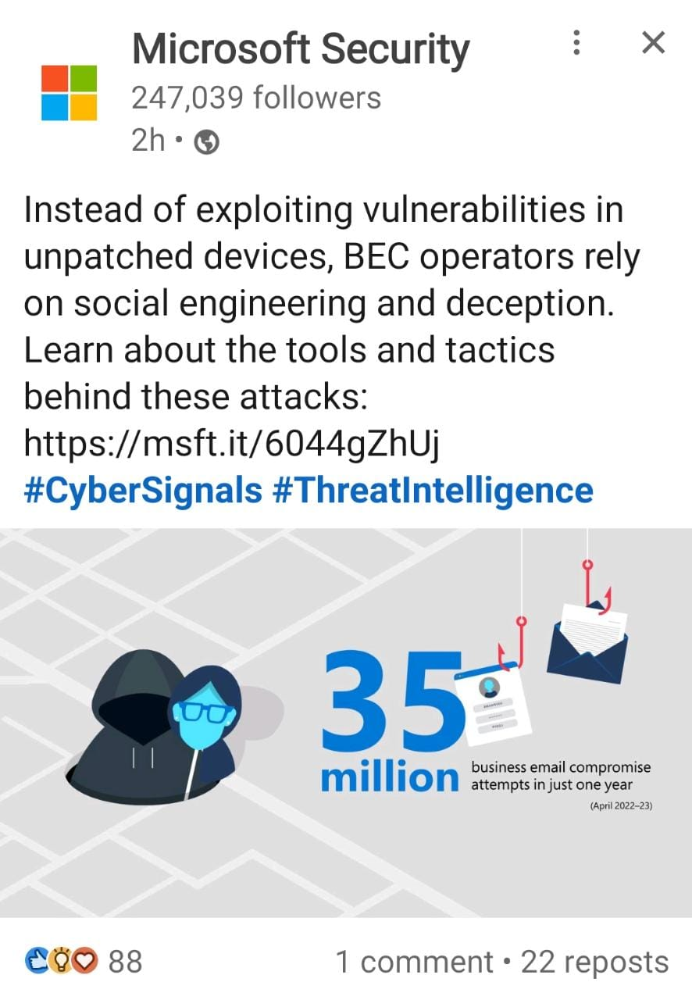 Microsoft Security
247,039 followers
2h •
Instead of exploiting vulnerabilities in
unpatched devices, BEC operators rely
on social engineering and deception.
Learn about the tools and tactics
behind these attacks:
https://msft.it/6044gZhUj
#CyberSignals #ThreatIntelligence
35
million
business email compromise
attempts in just one year
(April 2022–23)
88
1 comment • 22 reposts